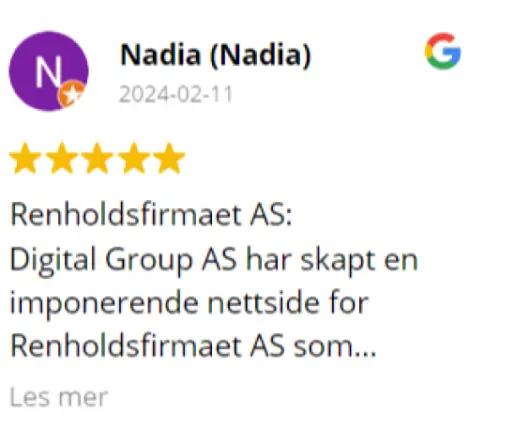 N
Nadia (Nadia)
G
2024-02-11
Renholdsfirmaet AS:
Digital Group AS har skapt en
imponerende nettside for
Renholdsfirmaet AS som...
Les mer